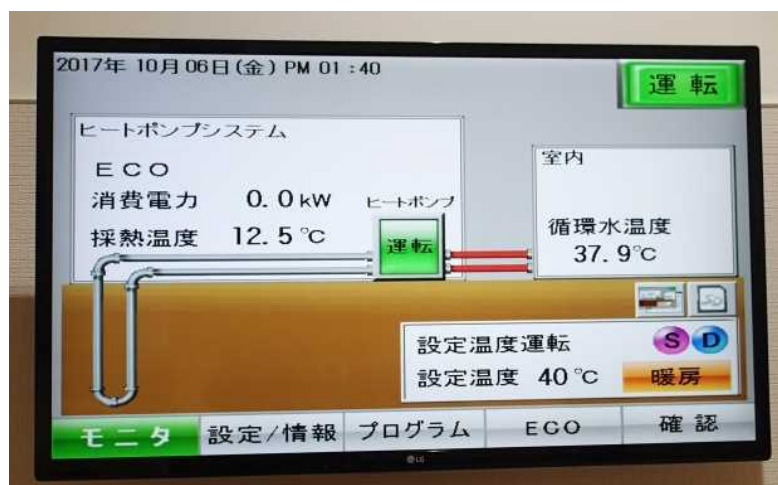 2017年 10月06日(金) PM 01:40
運転
ヒートポンプシステム
ECO
消費電力 0.0kW
採熱温度 12.5℃
ヒートポンプ
運転
室内
循環水温度
37.9℃
SD
設定温度運転
S D
設定温度 40℃ 暖房
モニタ 設定/情報 プログラム ECO 確認
LG